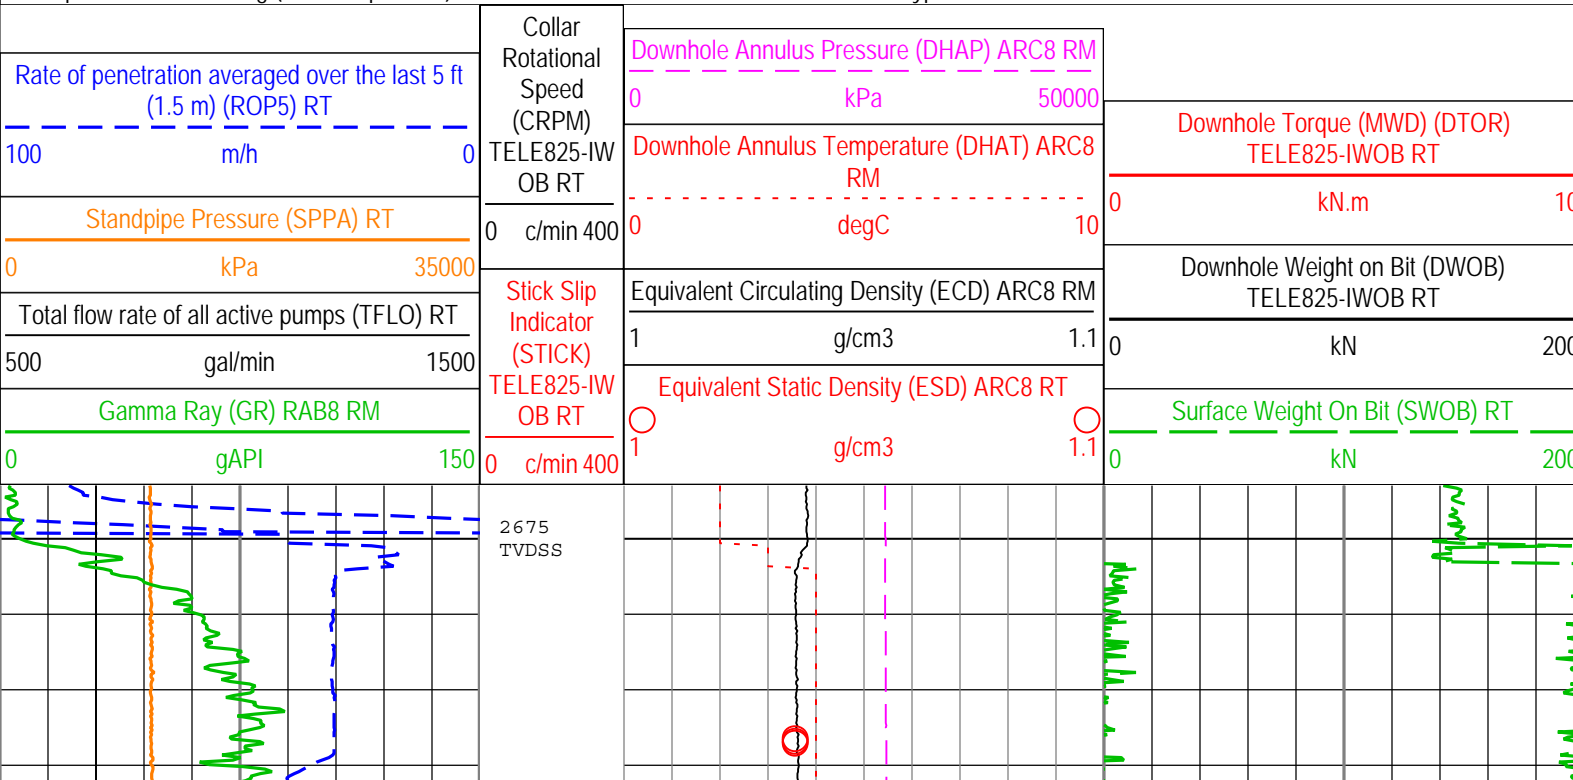 Rate of penetration averaged over the last 5 ft
(1.5 m) (ROP5) RT
100 m/h 0
Standpipe Pressure (SPPA) RT
0 kPa 35000
Total flow rate of all active pumps (TFLO) RT
500 gal/min 1500
Gamma Ray (GR) RAB8 RM
0 gAPI 150
Collar
Rotational
Speed
(CRPM)
TELE825-IW
OB RT
0 c/min 400
Stick Slip
Indicator
(STICK)
TELE825-IW
OB RT
0 c/min 400
Downhole Annulus Pressure (DHAP) ARC8 RM
0 kPa 50000
Downhole Annulus Temperature (DHAT) ARC8
RM
0 degC 10
Equivalent Circulating Density (ECD) ARC8 RM
1 g/cm3 1.1
Equivalent Static Density (ESD) ARC8 RT
1 g/cm3 1.1
Downhole Torque (MWD) (DTOR)
TELE825-IWOB RT
0 kN.m 10
Downhole Weight on Bit (DWOB)
TELE825-IWOB RT
0 kN 200
Surface Weight On Bit (SWOB) RT
0 kN 200
2675
TVDSS